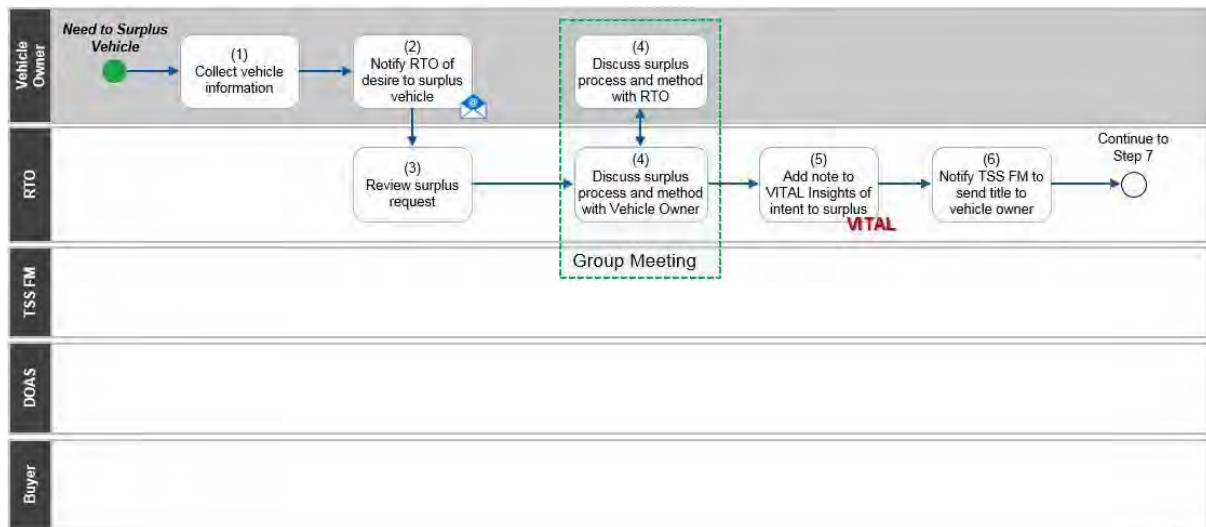 Vehicle
Owner
Need to Surplus
Vehicle
(1)
Collect vehicle
information
(2)
Notify RTO of
desire to surplus
vehicle
@
(4)
Discuss surplus
process and method
with RTO
RTO
(3)
Review surplus
request
(4)
Discuss surplus
process and method
with Vehicle Owner
(5)
Add note to
VITAL Insights of
intent to surplus
VITAL
(6)
Notify TSS FM to
send title to
vehicle owner
Continue to
Step 7
Group Meeting
TSS FM
DOAS
Buyer